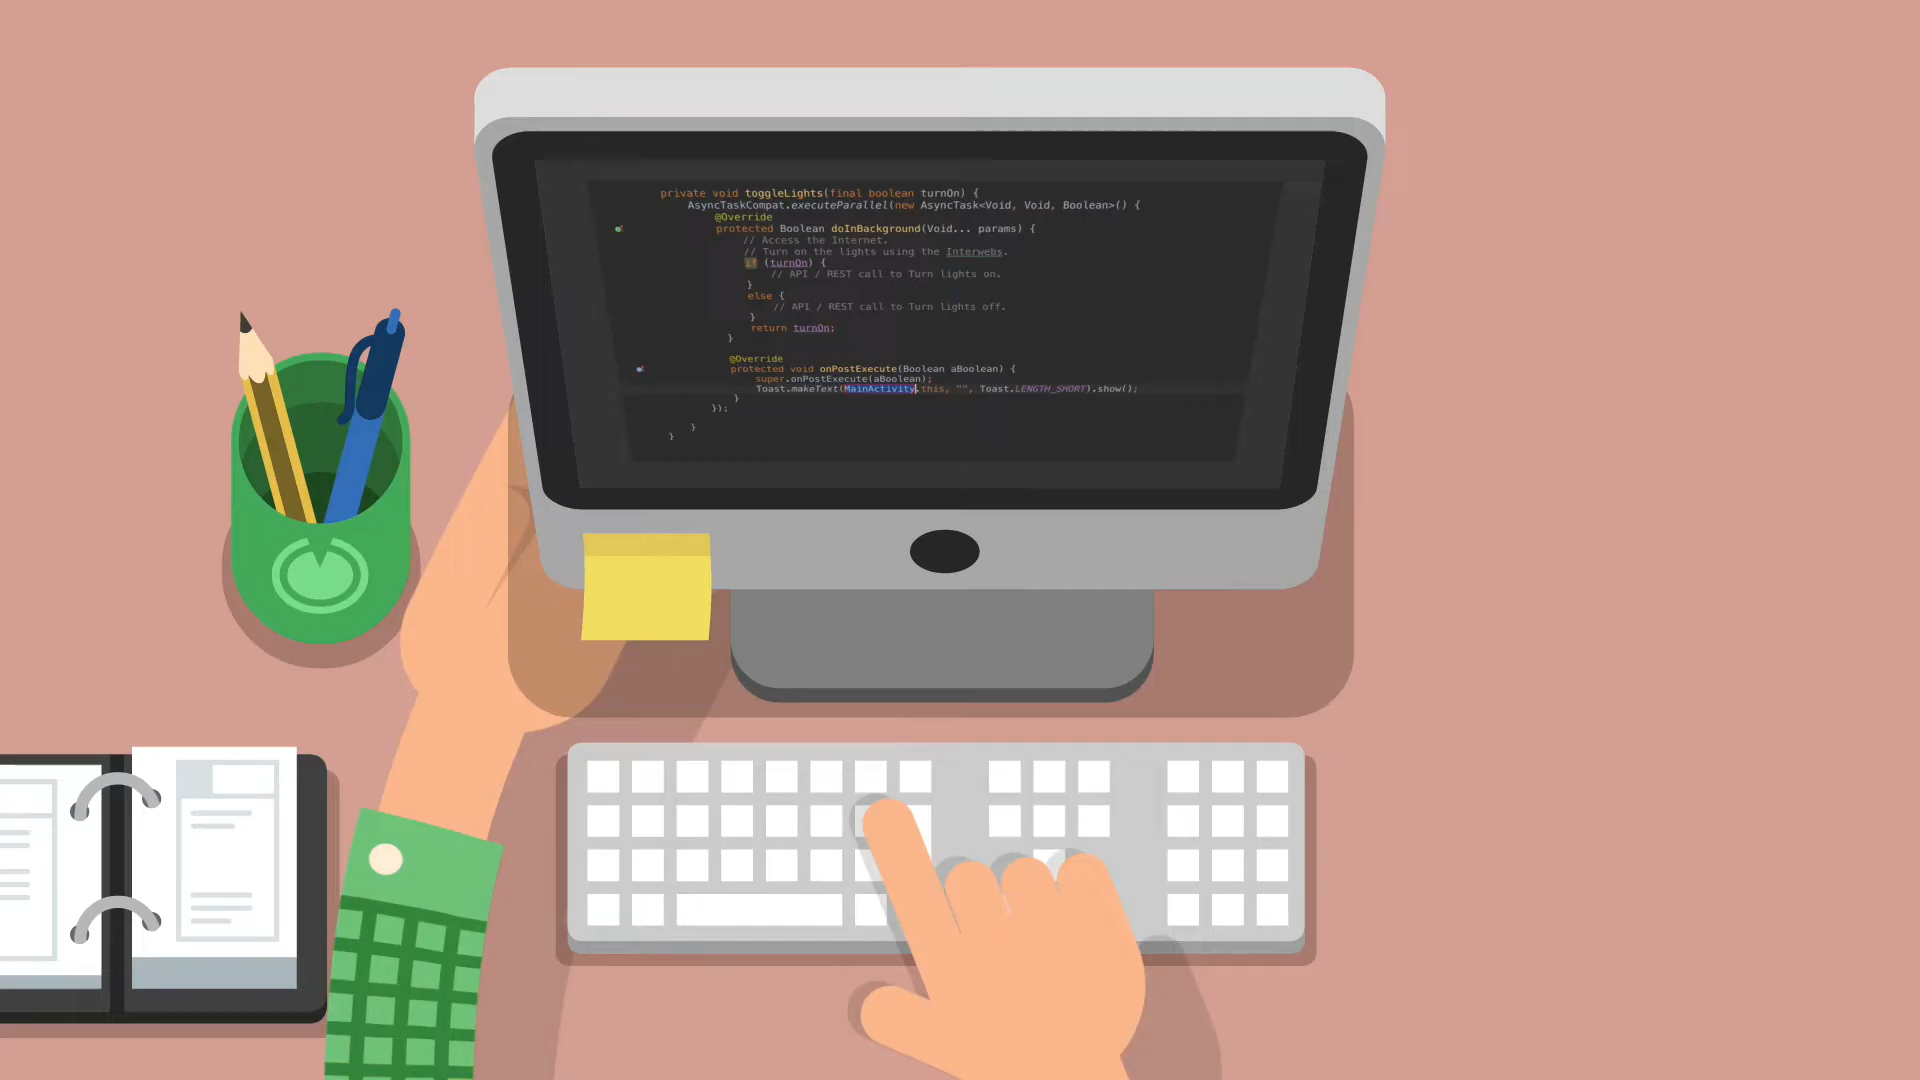 private void toggleLights(final boolean turnOn) {
AsyncTaskCompat.executeParallel(new AsyncTask<Void, Void, Boolean>() {
@Override
protected Boolean doInBackground(Void... params) {
// Access the Internet.
// Turn on the lights using the Interwebs.
if (turnOn) {
// API / REST call to Turn lights on.
}
else {
// API / REST call to Turn lights off.
}
return turnOn;
}
@Override
protected void onPostExecute(Boolean aBoolean) {
super.onPostExecute(aBoolean);
Toast.makeText(MainActivity.this, "", Toast.LENGTH_SHORT).show();
}
});
}
}